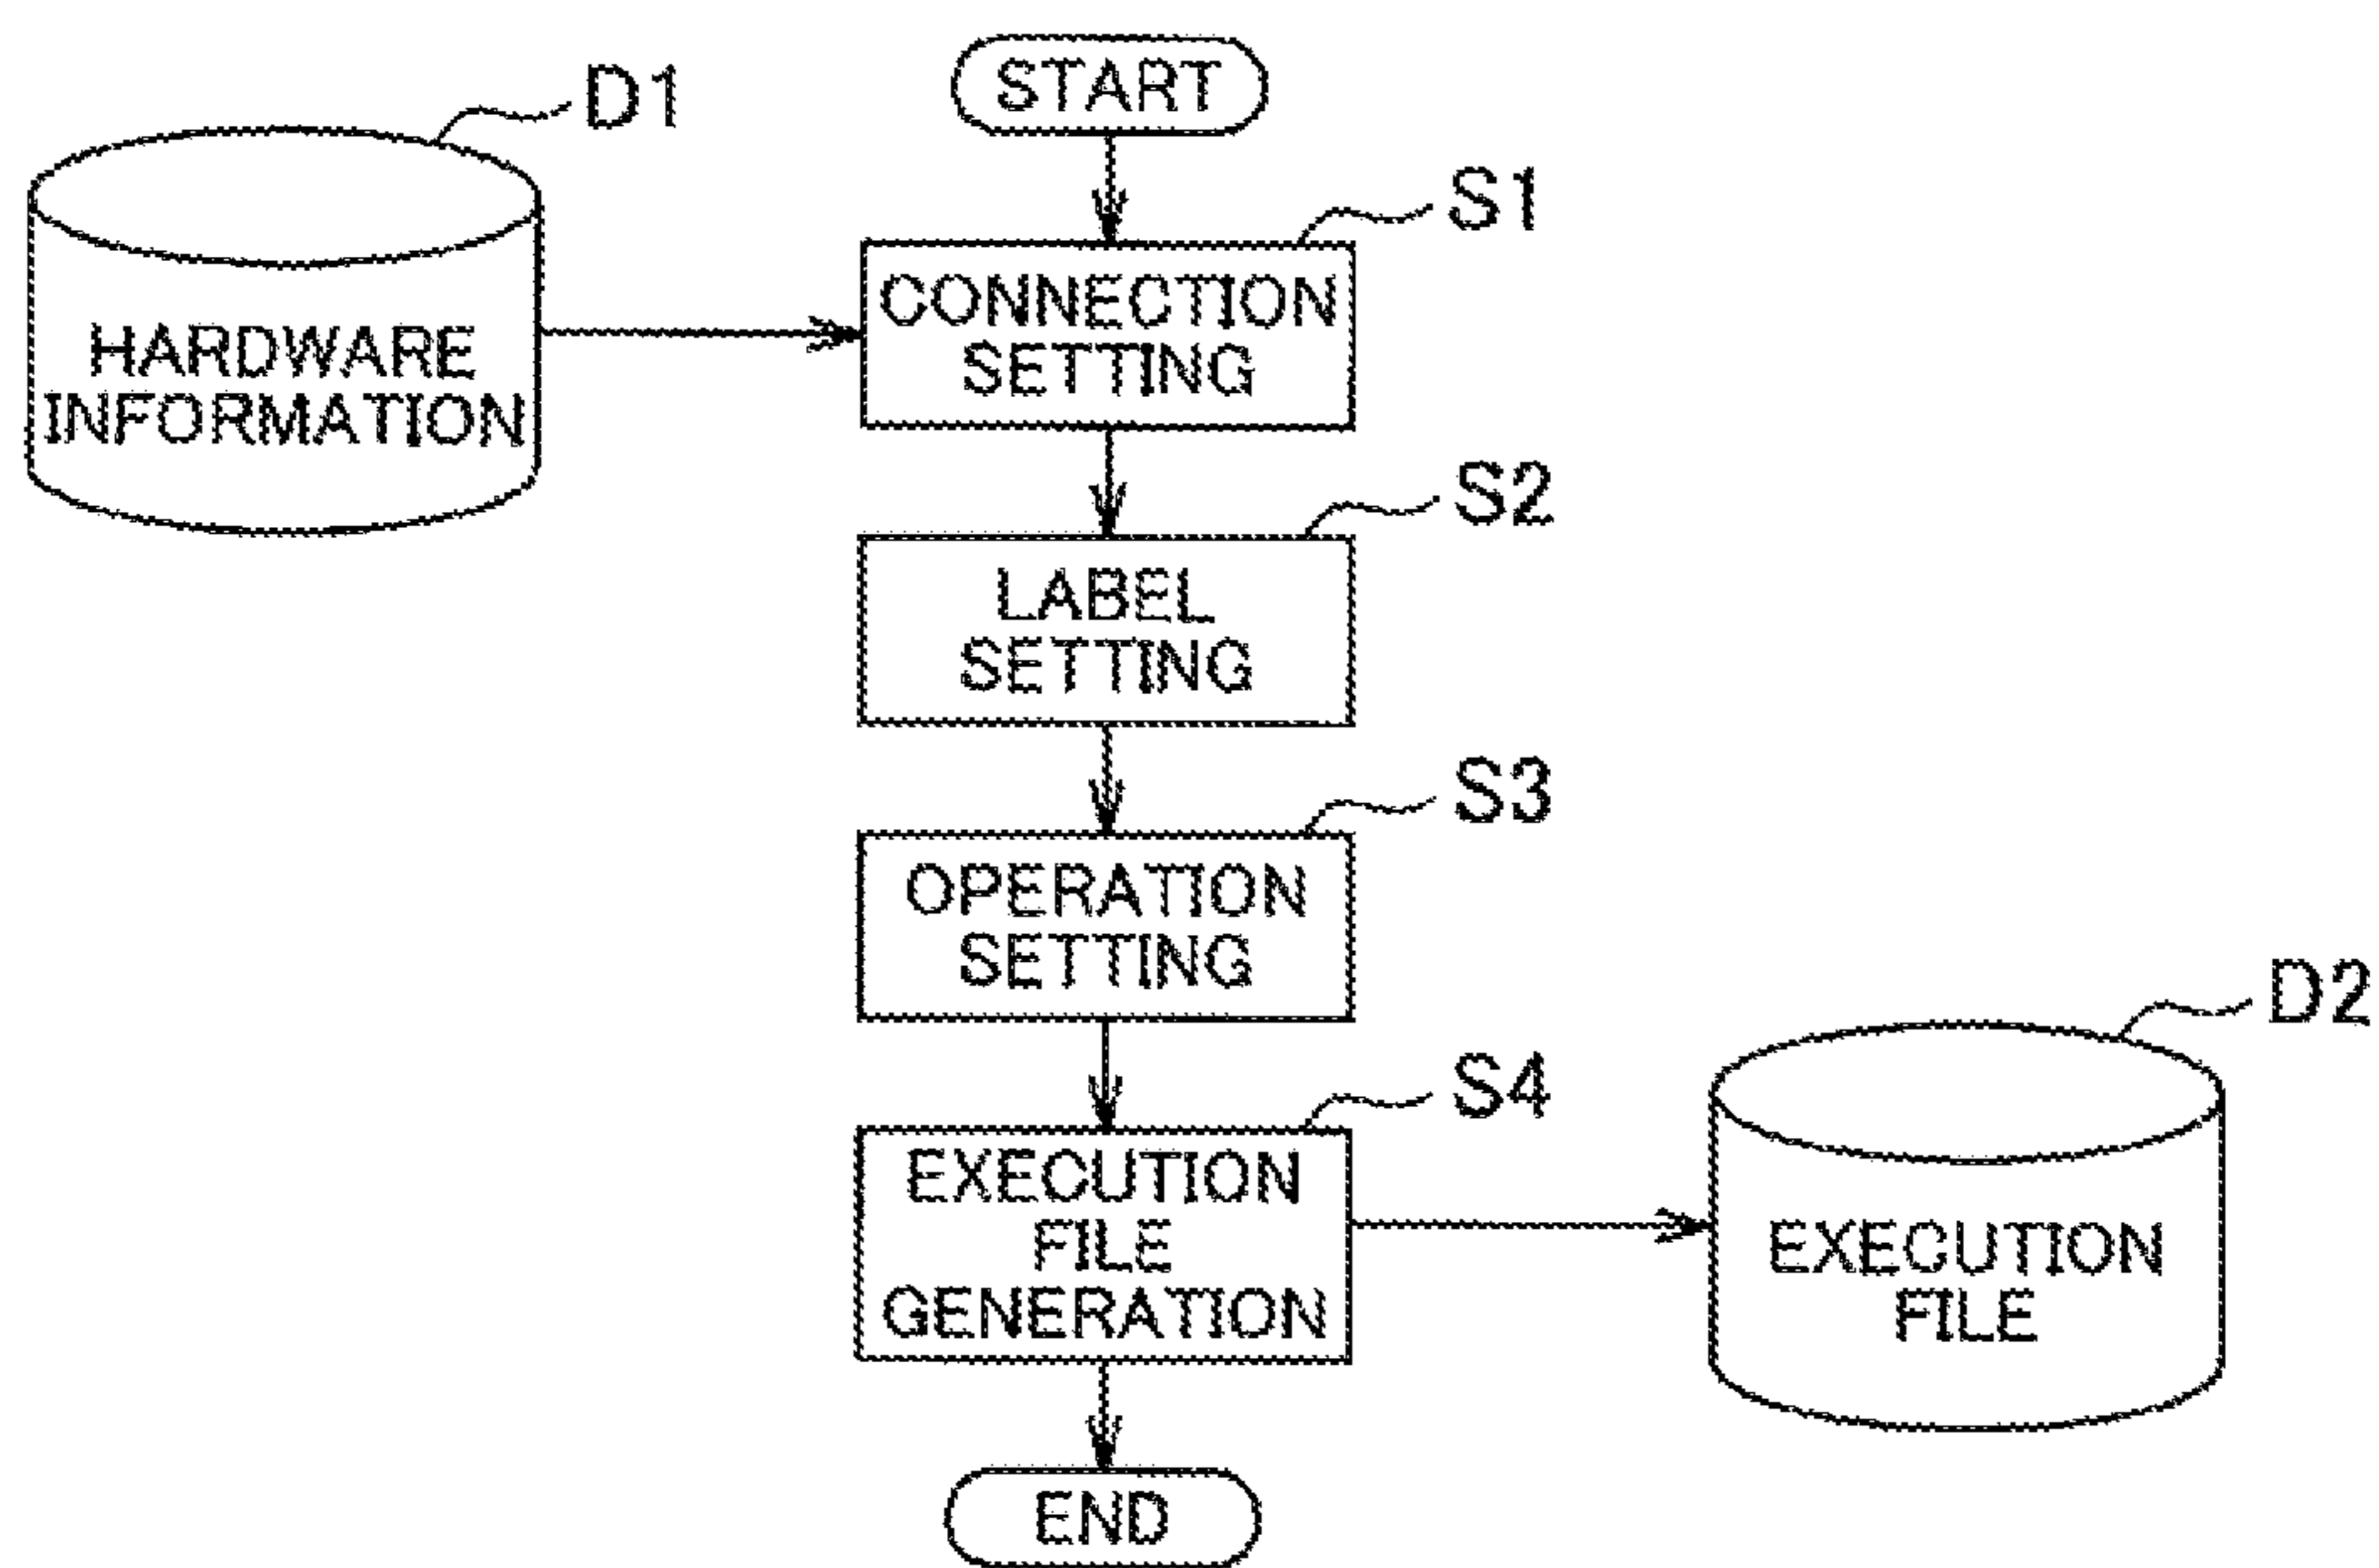 START
D1
S1
CONNECTION
SETTING
HARDWARE
INFORMATION
S2
LABEL
SETTING
S3
OPERATION
SETTING
D2
S4
EXECUTION
FILE
GENERATION
EXECUTION
FILE
END